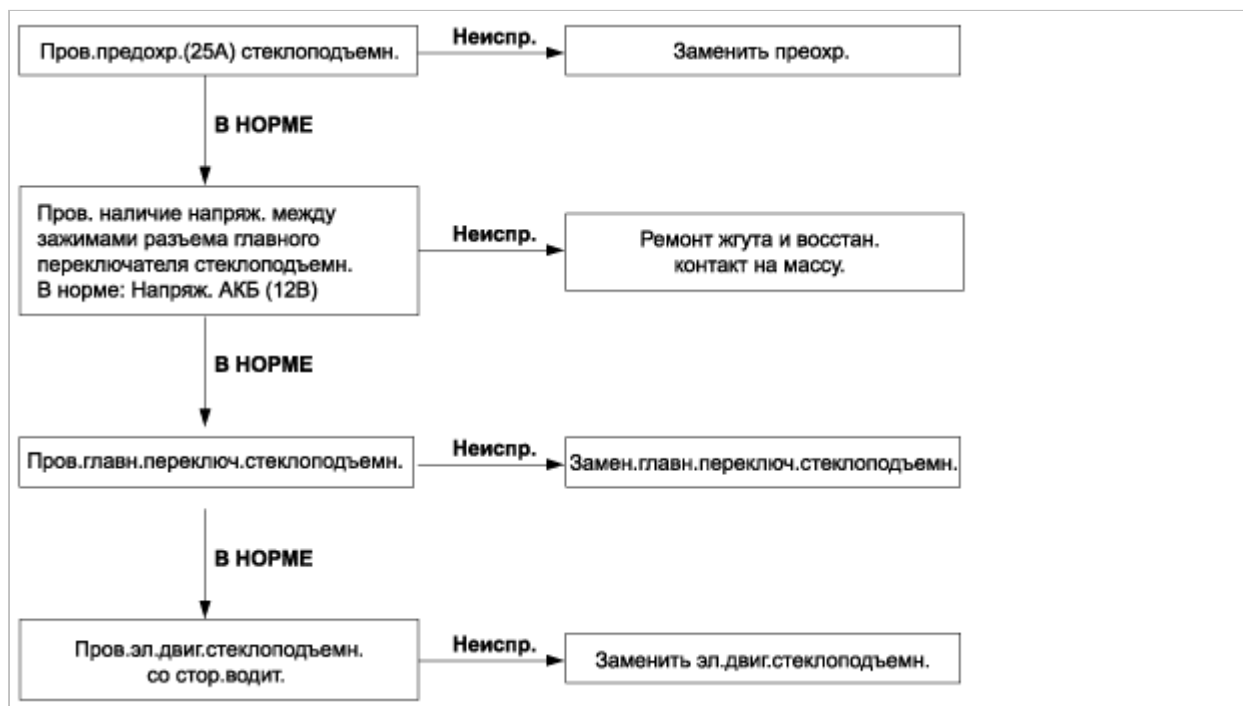 Пров.предохр.(25А) стеклоподъемн.
Неиспр.
Заменить преохр.
В НОРМЕ
Пров. наличие напряж. между
зажимами разъема главного
переключателя стеклоподъемн.
В норме: Напряж. АКБ (12В)
Неиспр.
Ремонт жгута и восстан.
контакт на массу.
В НОРМЕ
Пров.главн.переключ.стеклоподъемн.
Неиспр.
Замен.главн.переключ.стеклоподъемн.
В НОРМЕ
Пров.эл.двиг.стеклоподъемн.
со стор.водит.
Неиспр.
Заменить эл.двиг.стеклоподъемн.